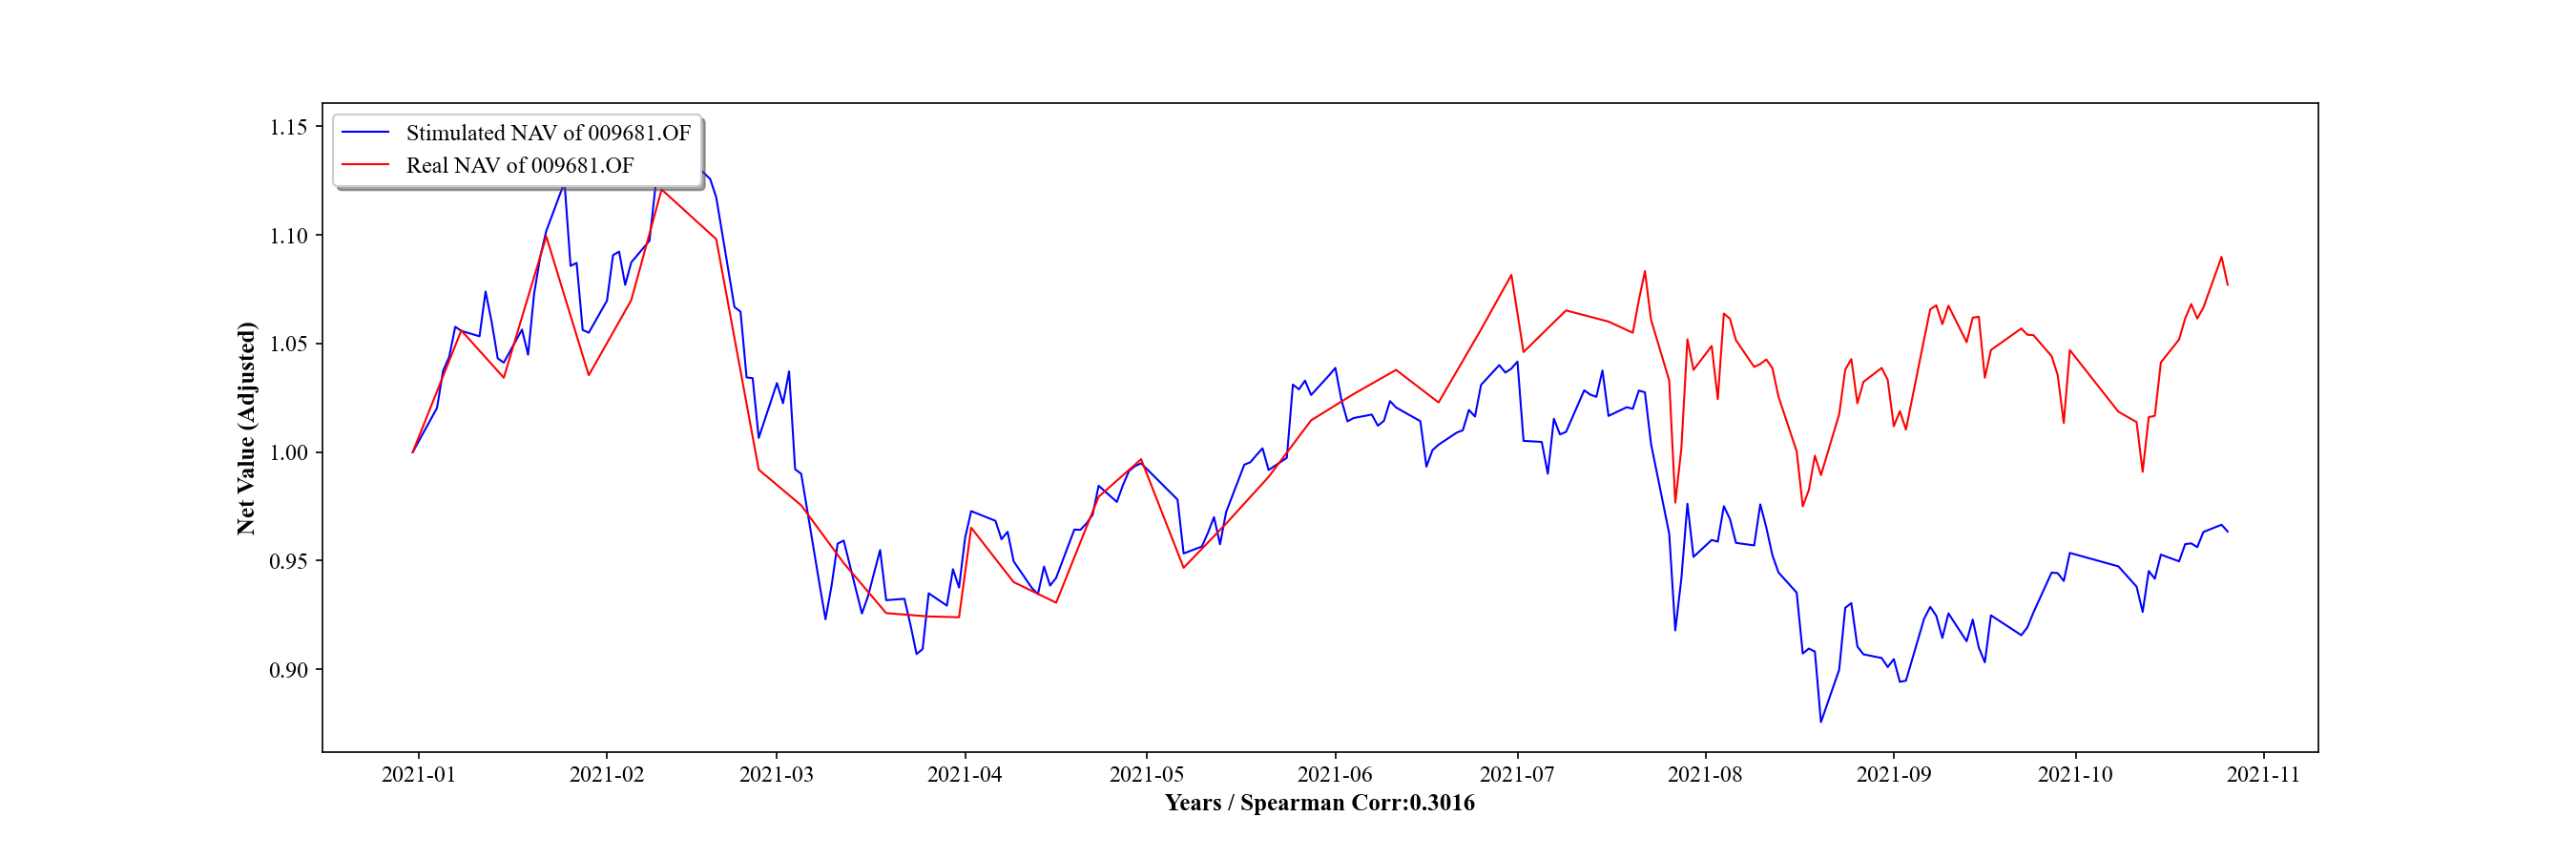 Stimulated NAV of 009681.OF
Real NAV of 009681.OF
1.15
1.10
1.05
1.00
0.95
0.90
Net Value (Adjusted)
2021-01 2021-02 2021-03 2021-04 2021-05 2021-06 2021-07 2021-08 2021-09 2021-10 2021-11
Years / Spearman Corr:0.3016